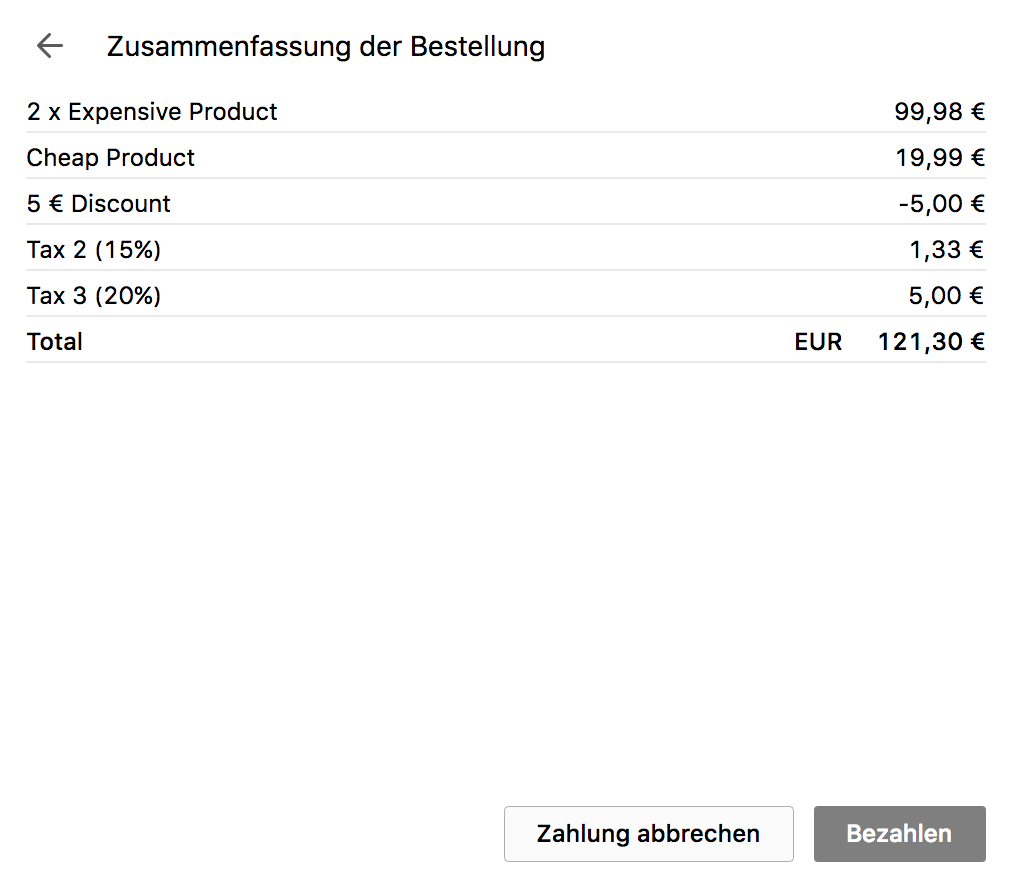 Zusammenfassung der Bestellung
2 x Expensive Product 99,98 €
Cheap Product 19,99 €
5 € Discount -5,00 €
Tax 2 (15%) 1,33 €
Tax 3 (20%) 5,00 €
Total EUR 121,30 €
Zahlung abbrechen Bezahlen